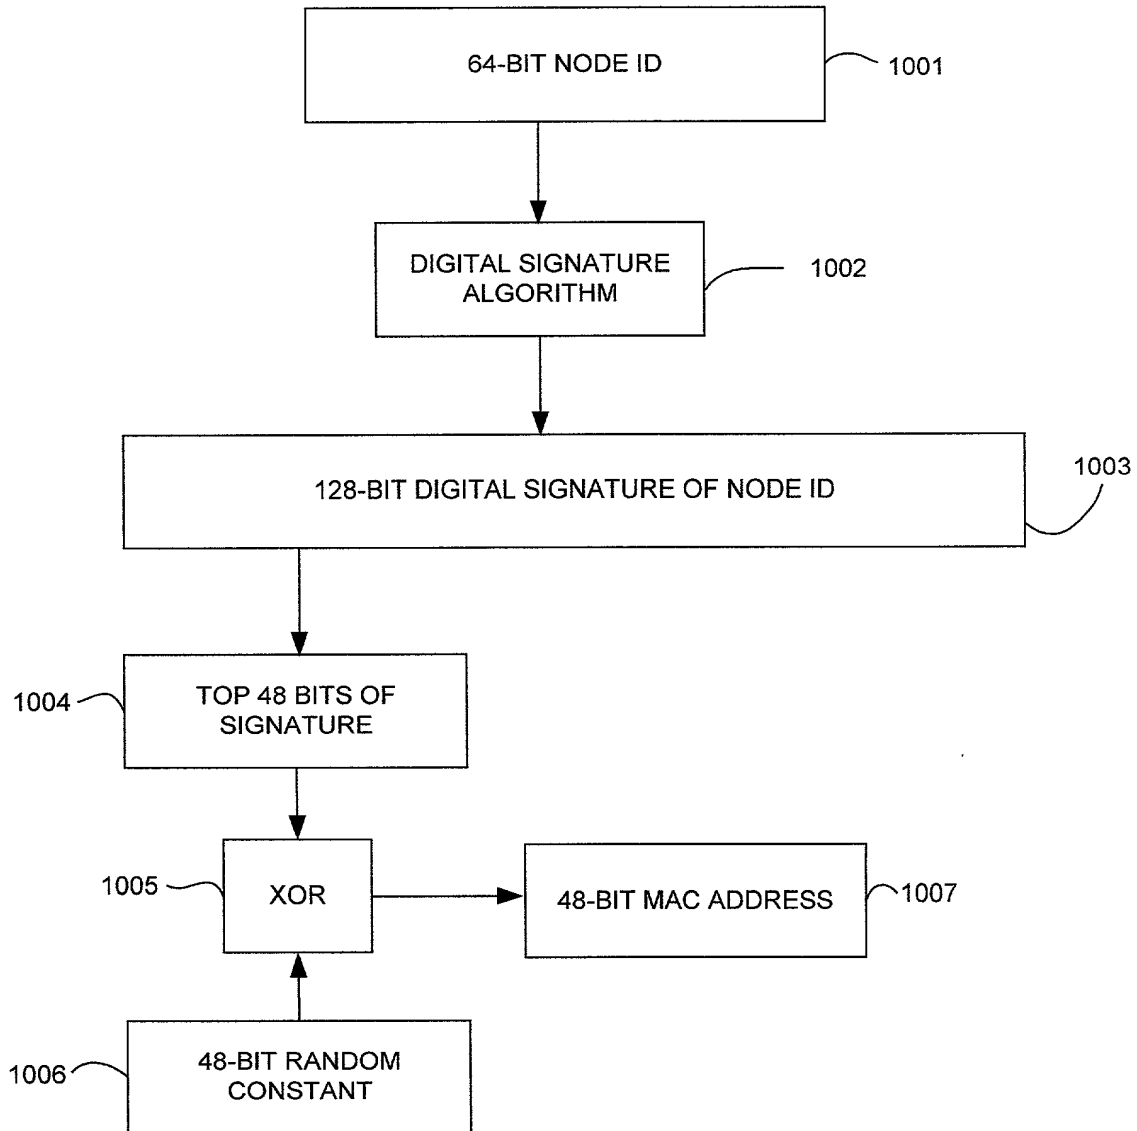 64-BIT NODE ID
1001
DIGITAL SIGNATURE
ALGORITHM
1002
128-BIT DIGITAL SIGNATURE OF NODE ID
1003
1004
TOP 48 BITS OF
SIGNATURE
1005
XOR
48-BIT MAC ADDRESS
1007
1006
48-BIT RANDOM
CONSTANT